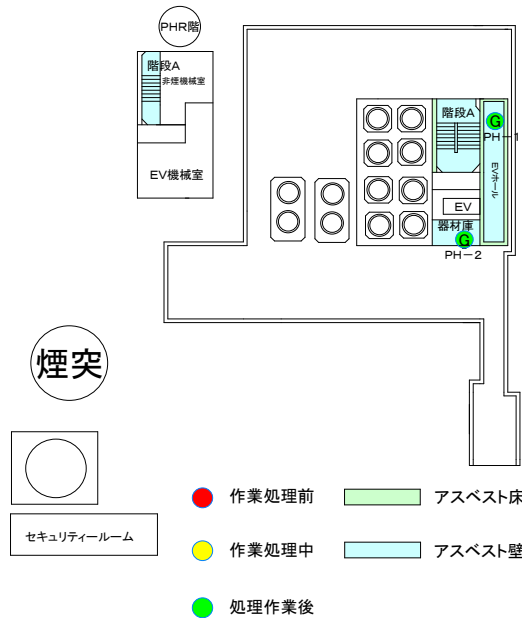 PHR階
階段A
非煙機械室
EV機械室
階段A
G
PH-1
EVホール
EV
器材庫
G
PH-2
煙突
セキュリティールーム
作業処理前
アスベスト床
作業処理中
アスベスト壁
処理作業後